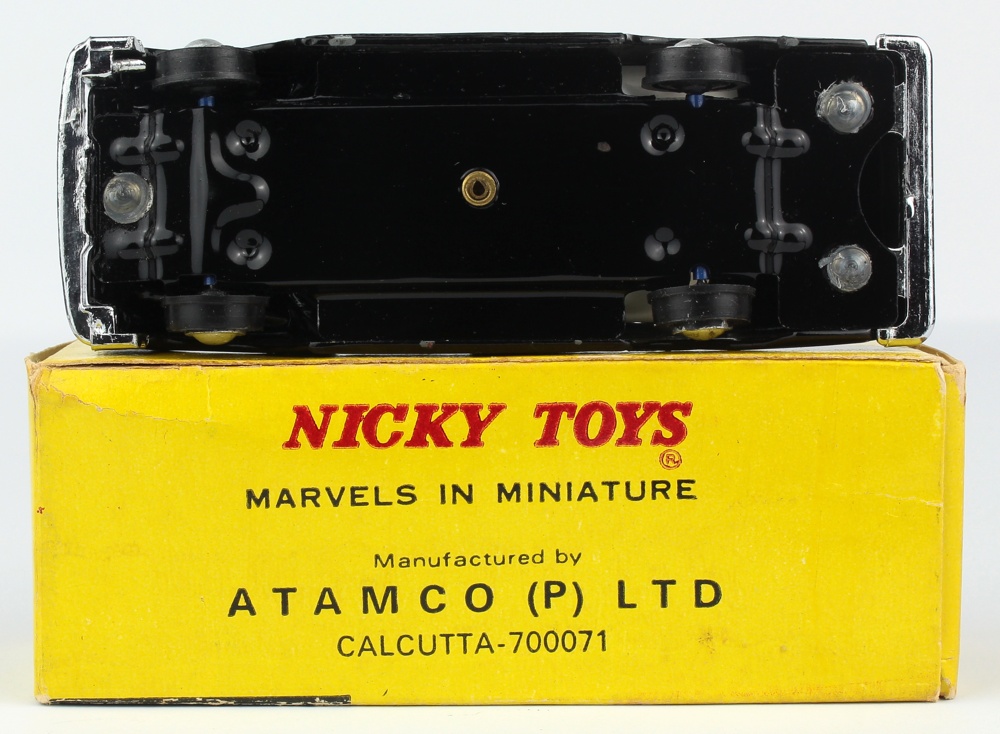 NICKY TOYS
®
MARVELS IN MINIATURE
Manufactured by
ATAMCO (P) LTD
CALCUTTA-700071